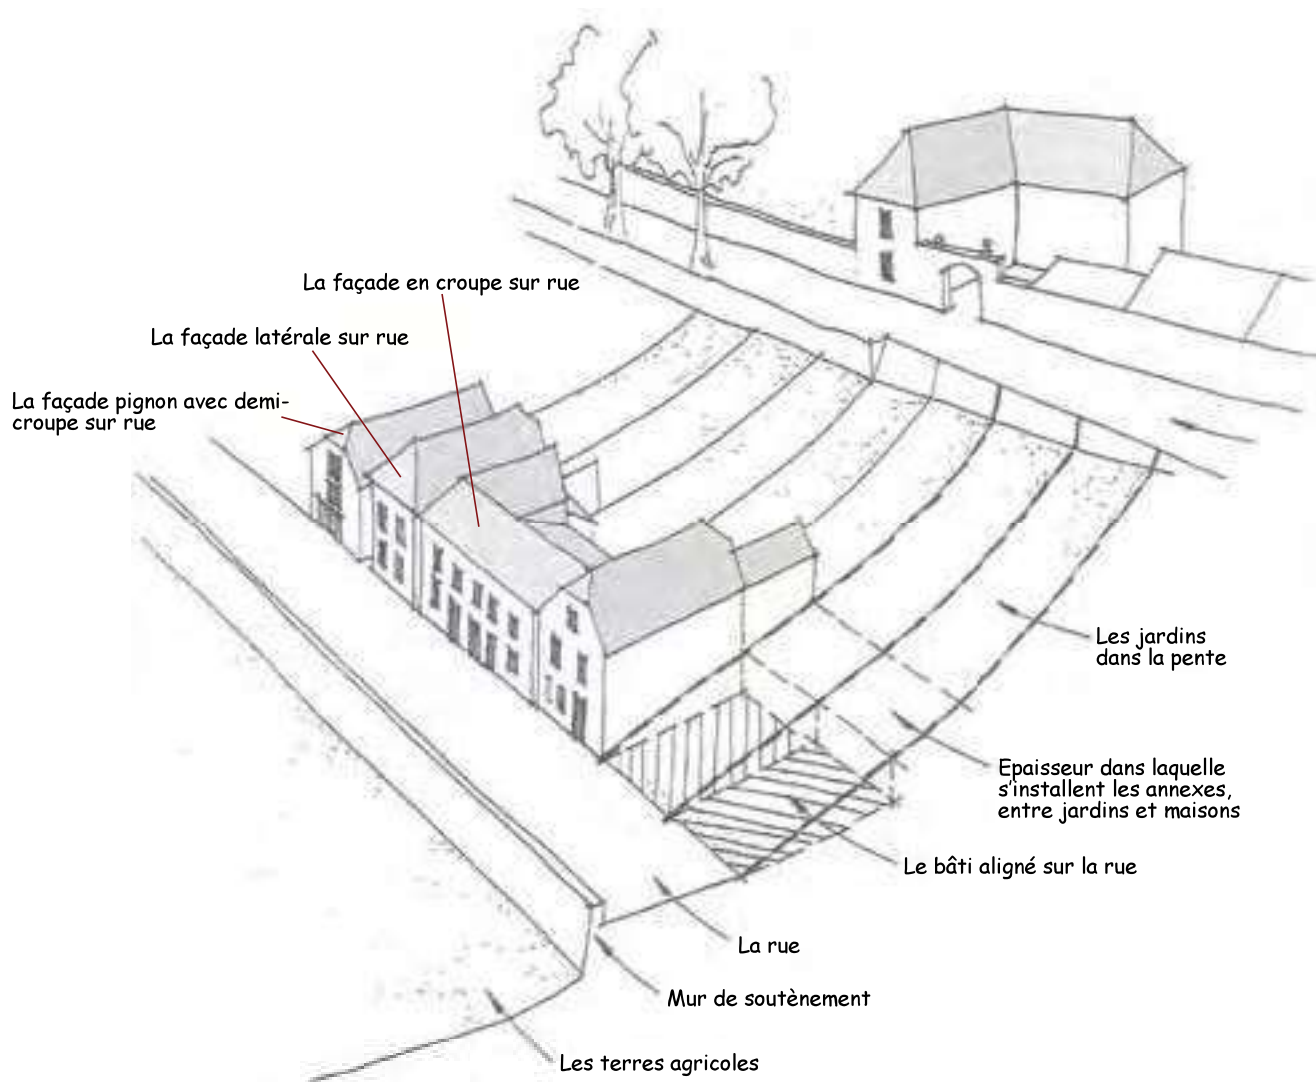 La façade en croupe sur rue
La façade latérale sur rue
La façade pignon avec demi-
croupe sur rue
Les jardins
dans la pente
Epaisseur dans laquelle
s'installent les annexes,
entre jardins et maisons
Le bâti aligné sur la rue
La rue
Mur de soutènement
Les terres agricoles